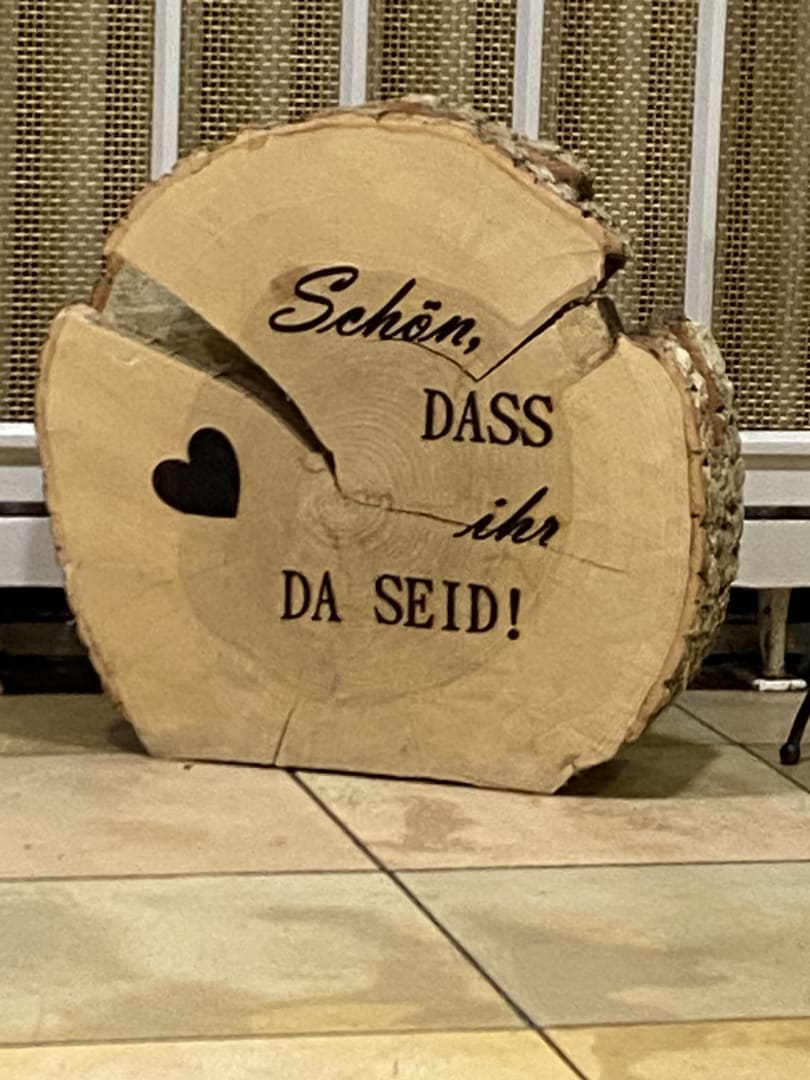 Schön,
DASS
ihr
DA SEID!